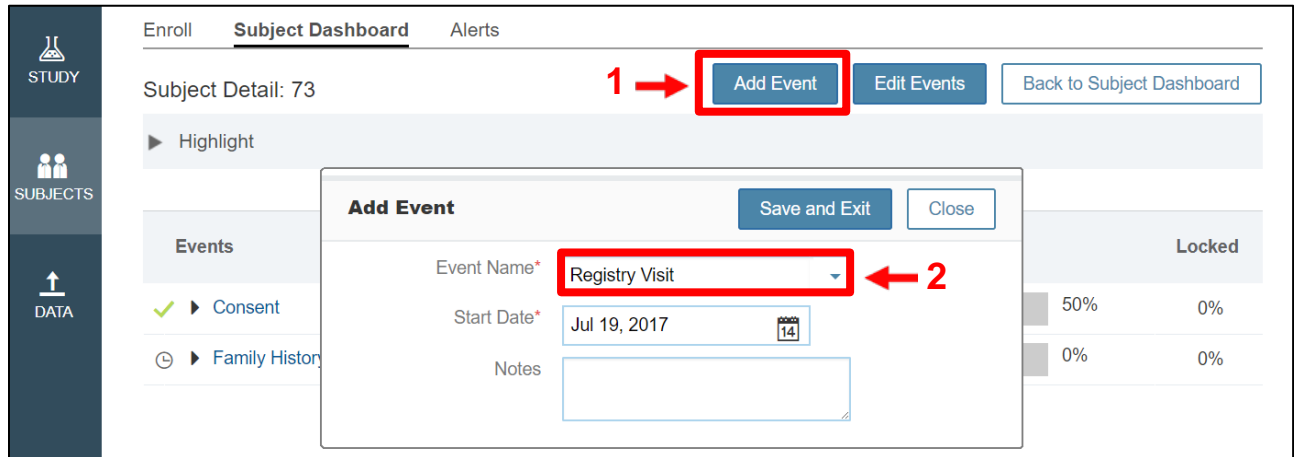 Enroll Subject Dashboard Alerts
STUDY
Subject Detail: 73
1
Add Event
Edit Events
Back to Subject Dashboard
Highlight
SUBJECTS
Add Event
Save and Exit
Close
Events
Locked
Event Name*
Registry Visit
2
DATA
Consent
50%
0%
Start Date*
Jul 19, 2017
14
Family History
0%
0%
Notes